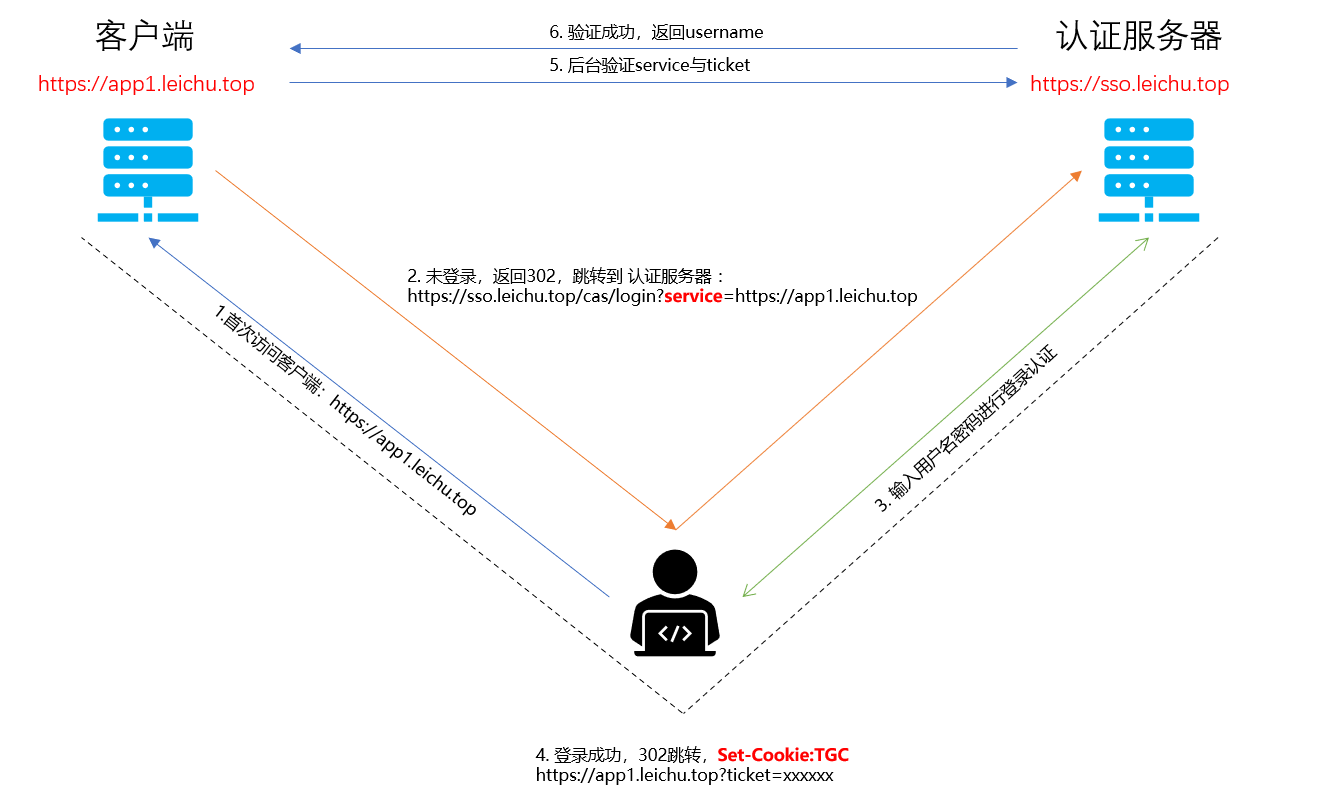 客户端
认证服务器
https://app1.leichu.top
https://sso.leichu.top
6. 验证成功，返回username
5. 后台验证service与ticket
2. 未登录，返回302，跳转到 认证服务器：
https://sso.leichu.top/cas/login?service=https://app1.leichu.top
1.首次访问客户端：https://app1.leichu.top
3. 输入用户名密码进行登录认证
</>
4. 登录成功，302跳转，Set-Cookie:TGC
https://app1.leichu.top?ticket=xxxxxx